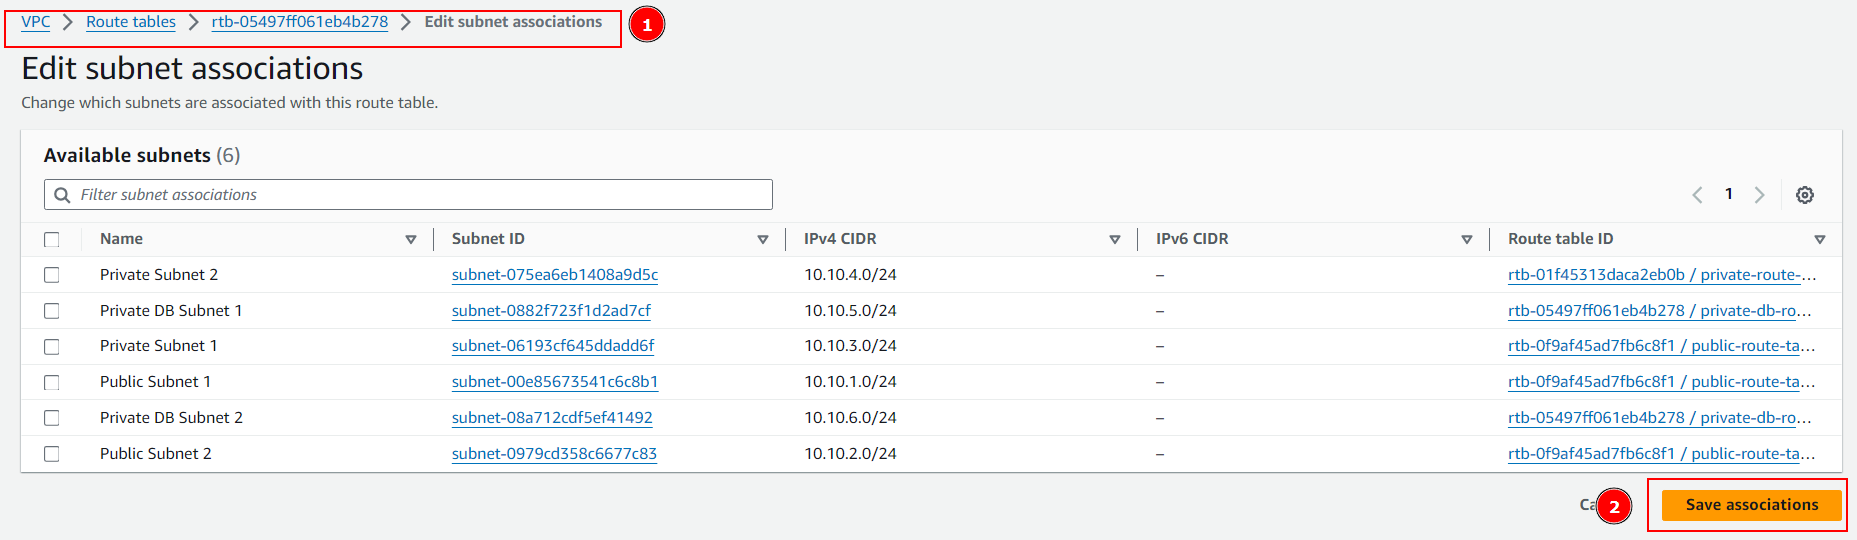 VPC > Route tables > rtb-05497ff061eb4b278 > Edit subnet associations 1
Edit subnet associations
Change which subnets are associated with this route table.
Available subnets (6)
Filter subnet associations 1
Name Subnet ID IPv4 CIDR IPv6 CIDR Route table ID
Private Subnet 2 subnet-075ea6eb1408a9d5c 10.10.4.0/24 – rtb-01f45313daca2eb0b / private-route-...
Private DB Subnet 1 subnet-0882f723f1d2ad7cf 10.10.5.0/24 – rtb-05497ff061eb4b278 / private-db-ro...
Private Subnet 1 subnet-06193cf645ddadd6f 10.10.3.0/24 – rtb-0f9af45ad7fb6c8f1 / public-route-ta...
Public Subnet 1 subnet-00e85673541c6c8b1 10.10.1.0/24 – rtb-0f9af45ad7fb6c8f1 / public-route-ta...
Private DB Subnet 2 subnet-08a712cdf5ef41492 10.10.6.0/24 – rtb-05497ff061eb4b278 / private-db-ro...
Public Subnet 2 subnet-0979cd358c6677c83 10.10.2.0/24 – rtb-0f9af45ad7fb6c8f1 / public-route-ta...
2 Save associations